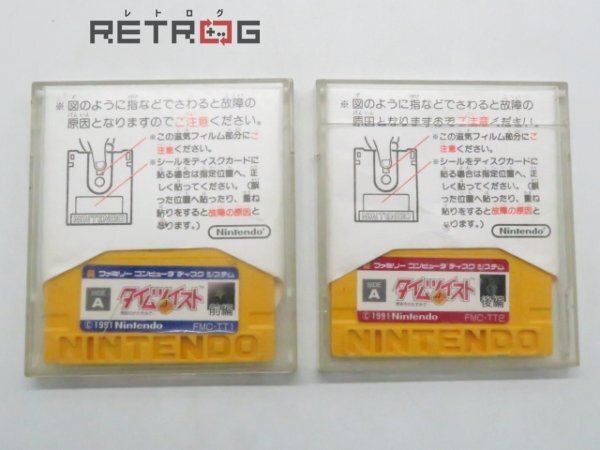 レトログ
RETROG
※ 図のように指などでさわると故障の
原因となりますのでご注意ください。
※この磁気フィルム部分にご
注意ください。
※シールをディスクカードに
貼る場合は指定位置へ、正
しく貼ってください。(誤
った位置へ貼ったり、重ね
貼りをすると故障の原因と
なります。)
NINTENDO
Nintendo
ファミリー コンピュータ ディスク システム
SIDE
A
タイムツイスト
前編
©1991 Nintendo
FMC-TT1
NINTENDO
※ 図のように指などでさわると故障の
原因となりますのでご注意ください。
※この磁気フィルム部分にご
注意ください。
※シールをディスクカードに
貼る場合は指定位置へ、正
しく貼ってください。(誤
った位置へ貼ったり、重ね
貼りをすると故障の原因と
なります。)
NINTENDO
Nintendo
ファミリー コンピュータ ディスク システム
SIDE
A
タイムツイスト
後編
©1991 Nintendo
FMC-TT2
NINTENDO